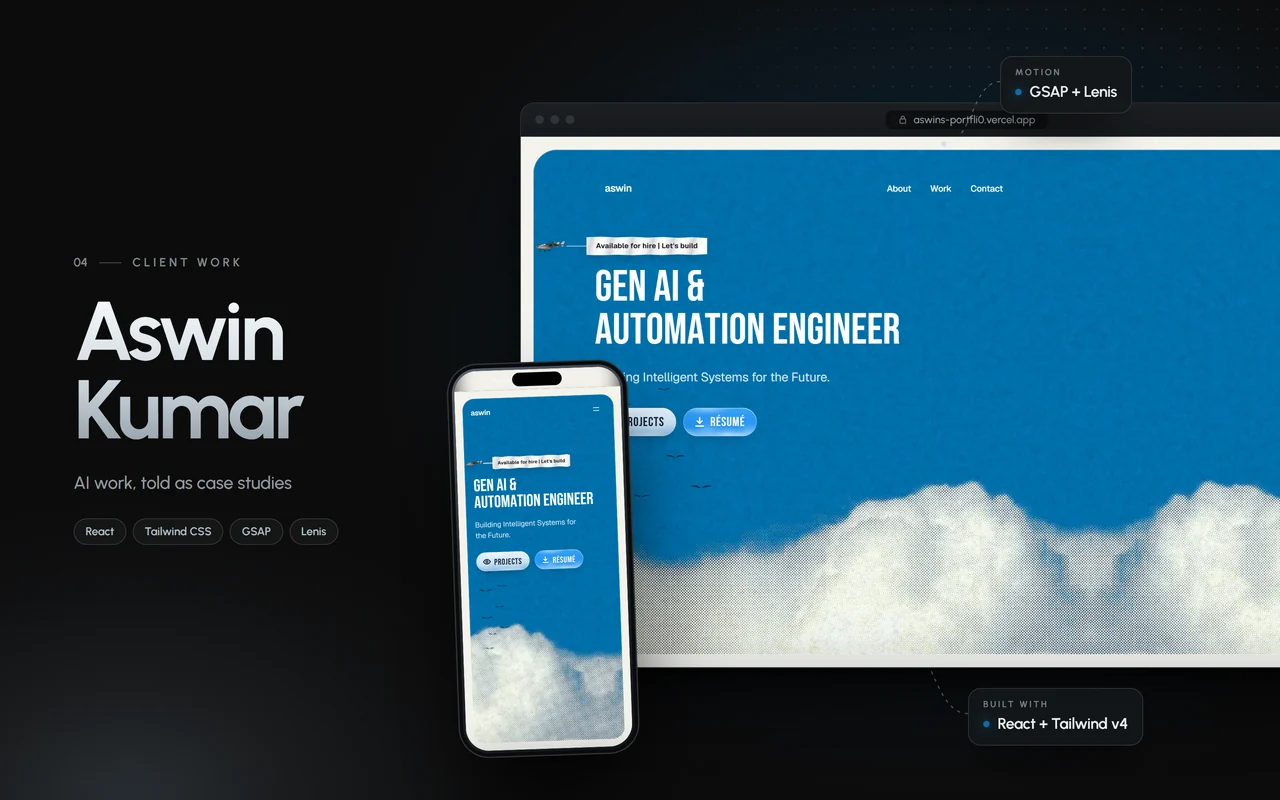 04 — CLIENT WORK
Aswin
Kumar
AI work, told as case studies
React
Tailwind CSS
GSAP
Lenis
MOTION
GSAP + Lenis
aswins-portfli0.vercel.app
aswin
About
Work
Contact
Available for hire | Let's build
GEN AI &
AUTOMATION ENGINEER
ing Intelligent Systems for the Future.
ROJECTS
RÉSUMÉ
aswin
Available for hire | Let's build
GEN AI &
AUTOMATION ENGINEER
Building Intelligent Systems for
the Future.
PROJECTS
RÉSUMÉ
BUILT WITH
React + Tailwind v4